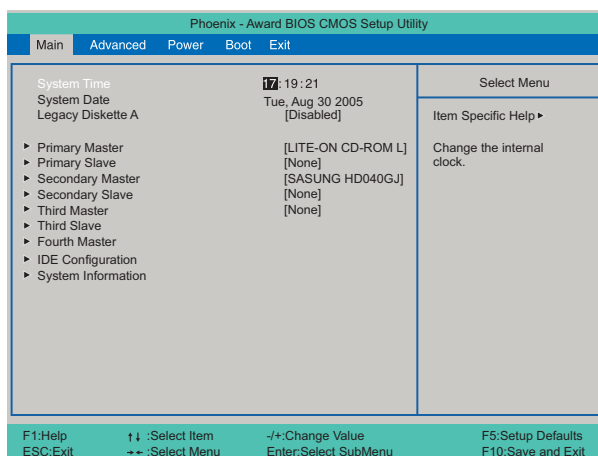 Phoenix - Award BIOS CMOS Setup Utility
Main Advanced Power Boot Exit
System Time 17:19:21
System Date Tue, Aug 30 2005
Legacy Diskette A [Disabled]
Primary Master [LITE-ON CD-ROM L]
Primary Slave [None]
Secondary Master [SASUNG HD040GJ]
Secondary Slave [None]
Third Master [None]
Third Slave
Fourth Master
IDE Configuration
System Information
Select Menu
Item Specific Help
Change the internal
clock.
F1:Help ↑↓ :Select Item -/+:Change Value F5:Setup Defaults
ESC:Exit →← :Select Menu Enter:Select SubMenu F10:Save and Exit